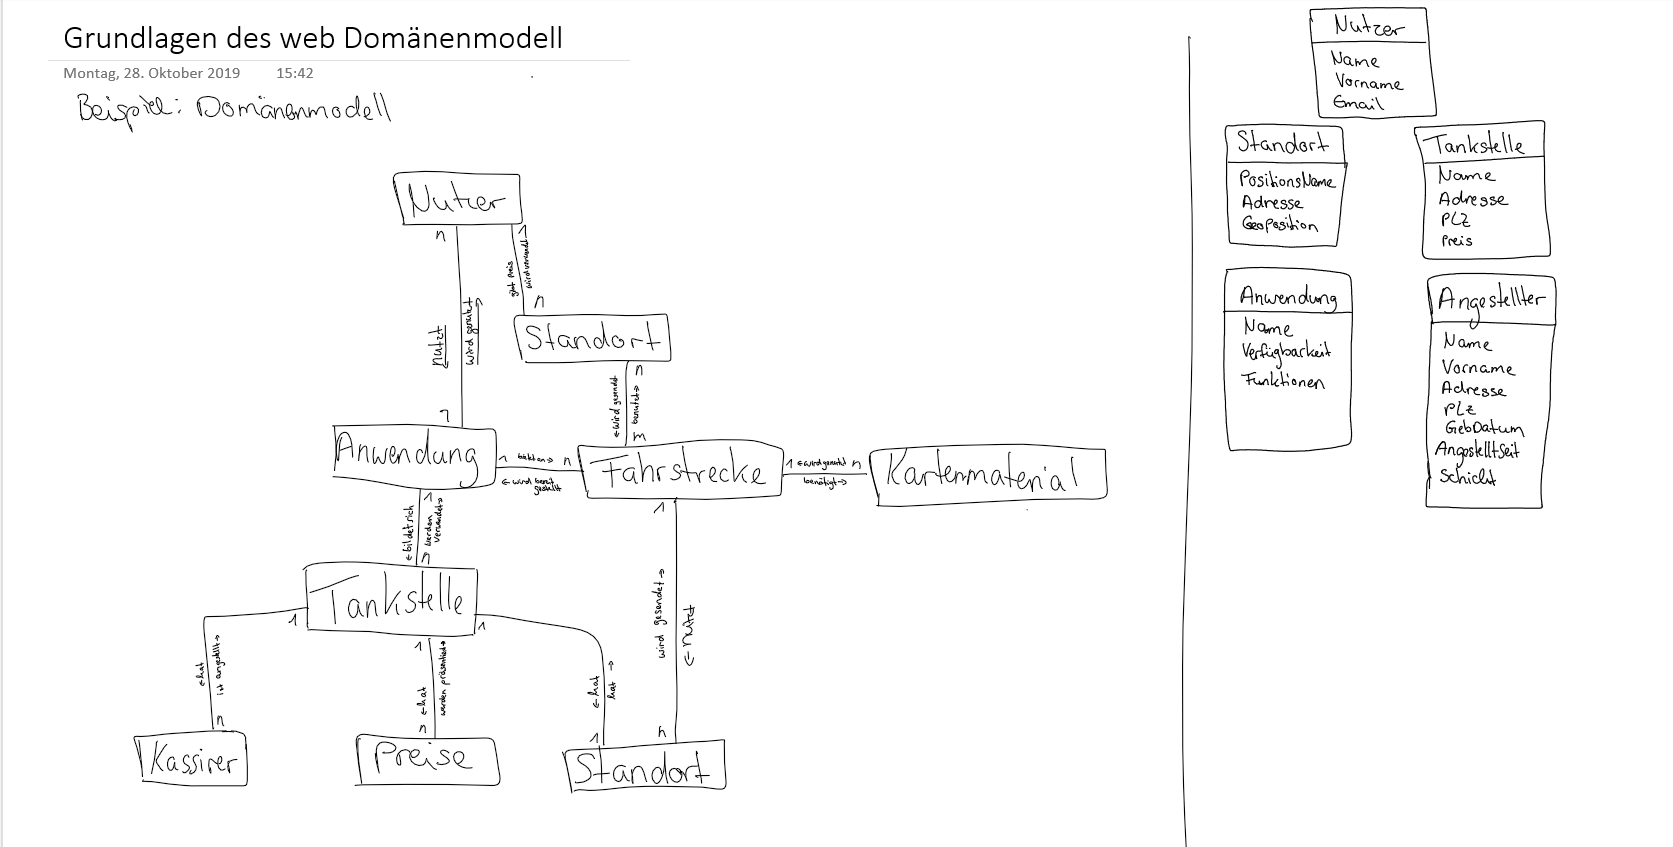 Grundlagen des web Domänenmodell
Montag, 28. Oktober 2019 15:42
Beispiel: Domänenmodell
Nutzer
n
1
gibt Preis
wird verwendet
n
Standort
nutzt
wird genutzt
1
n
←wird gesendet
benutzt→
m
Anwendung
1
n
← wird bereit
gestellt
Fahrstrecke
1
←wird genutzt
n
benötigt→
Kartenmaterial
1
←bildet sich
werden
verwendet→
n
1
Tankstelle
1
1
1
wird gesendet→
←nutzt
←hat
ist angestellt→
n
←hat
werden präsentiert→
n
←hat
hat→
1
n
Kassirer
Preise
Standort
Nutzer
Name
Vorname
Email
Standort
PositionsName
Adresse
GeoPosition
Tankstelle
Name
Adresse
PLZ
Preis
Anwendung
Name
Verfügbarkeit
Funktionen
Angestellter
Name
Vorname
Adresse
PLZ
GebDatum
AngestelltSeit
Schicht